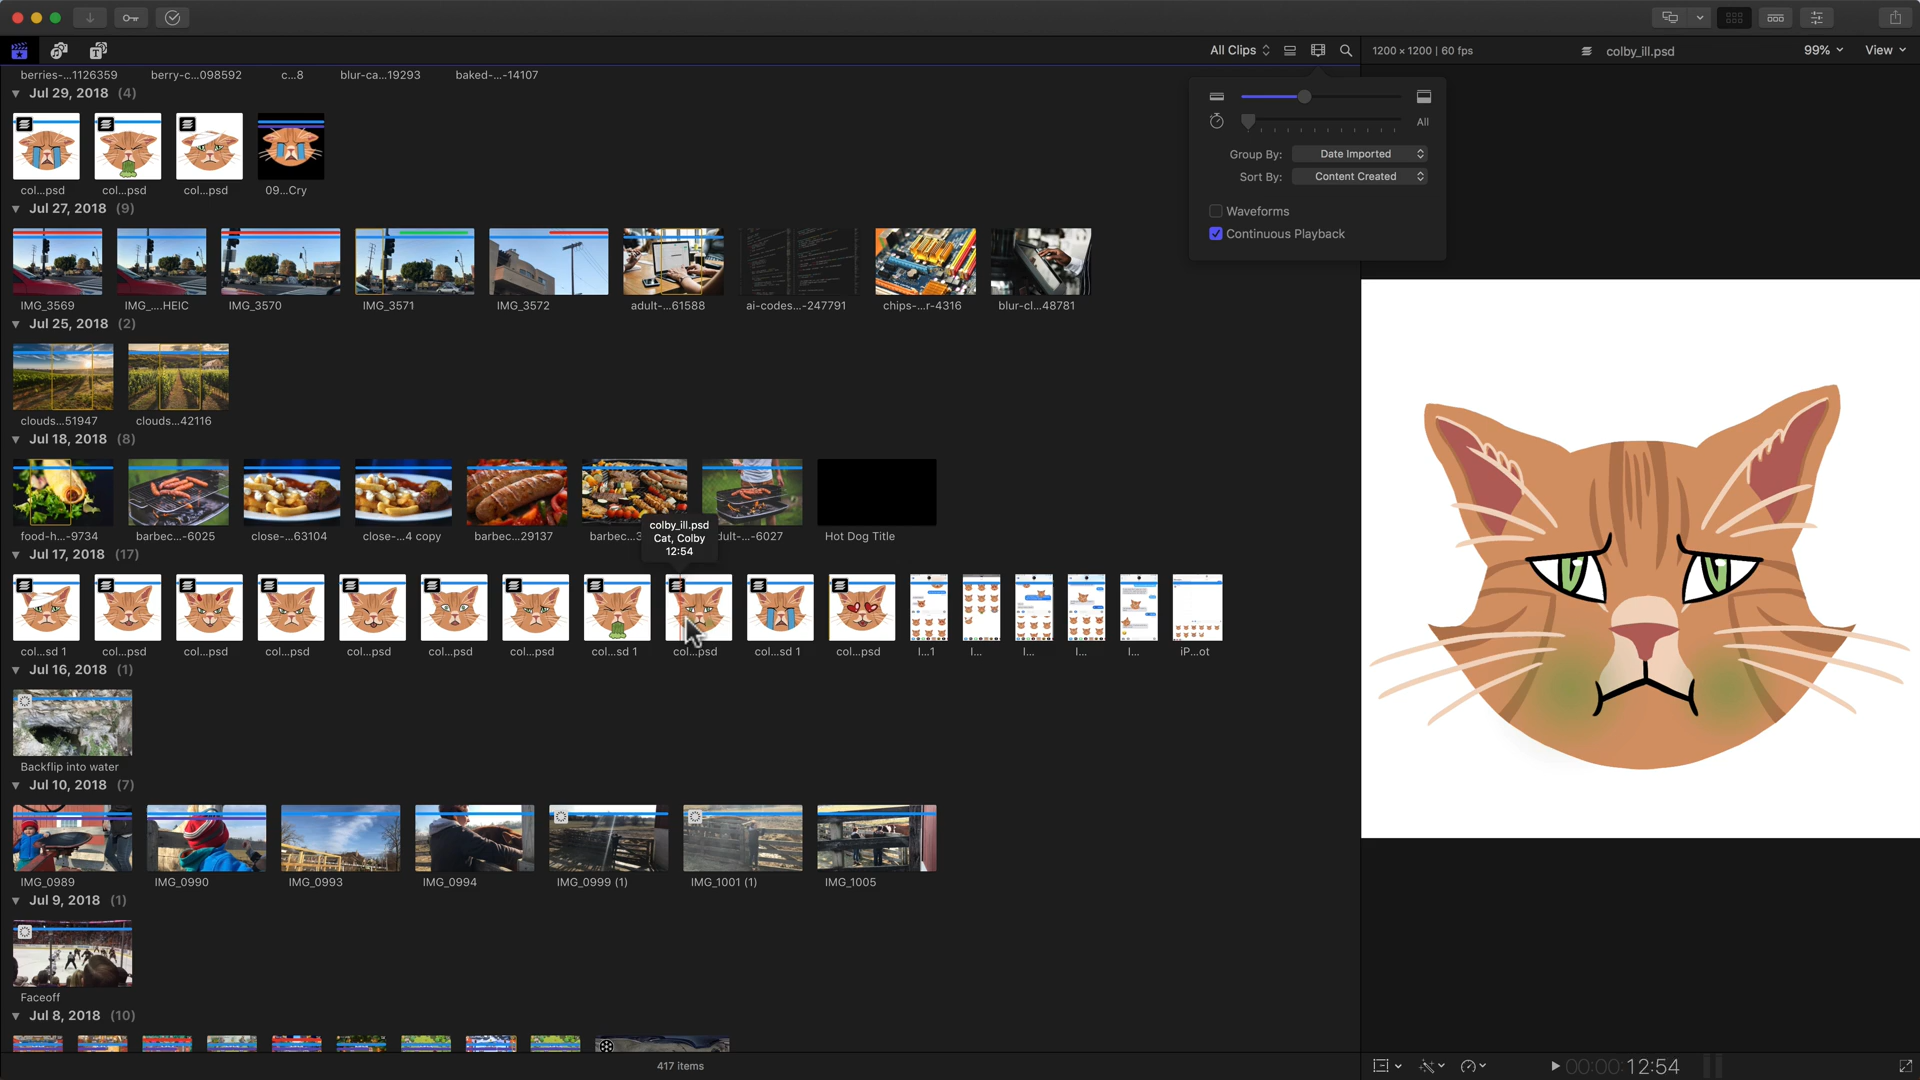 All Clips
1200 × 1200 | 60 fps
colby_ill.psd
99%
View
berries-...1126359 berry-c...098592 c...8 blur-ca...19293 baked-...-14107
Jul 29, 2018 (4)
col...psd col...psd col...psd 09...Cry
Jul 27, 2018 (9)
IMG_3569 IMG_....HEIC IMG_3570 IMG_3571 IMG_3572 adult-...61588 ai-codes...-247791 chips-...r-4316 blur-cl...48781
Jul 25, 2018 (2)
clouds...51947 clouds...42116
Jul 18, 2018 (8)
food-h...-9734 barbec...-6025 close-...63104 close-...4 copy barbec...29137 barbec...3 dult-...-6027 Hot Dog Title
colby_ill.psd
Cat, Colby
12:54
Jul 17, 2018 (17)
col...sd 1 col...psd col...psd col...psd col...psd col...psd col...psd col...sd 1 col...psd col...sd 1 col...psd I...1 I... I... I... I... iP...ot
Jul 16, 2018 (1)
Backflip into water
Jul 10, 2018 (7)
IMG_0989 IMG_0990 IMG_0993 IMG_0994 IMG_0999 (1) IMG_1001 (1) IMG_1005
Jul 9, 2018 (1)
Faceoff
Jul 8, 2018 (10)
417 items
All
Group By: Date Imported
Sort By: Content Created
Waveforms
Continuous Playback
00:00:12:54